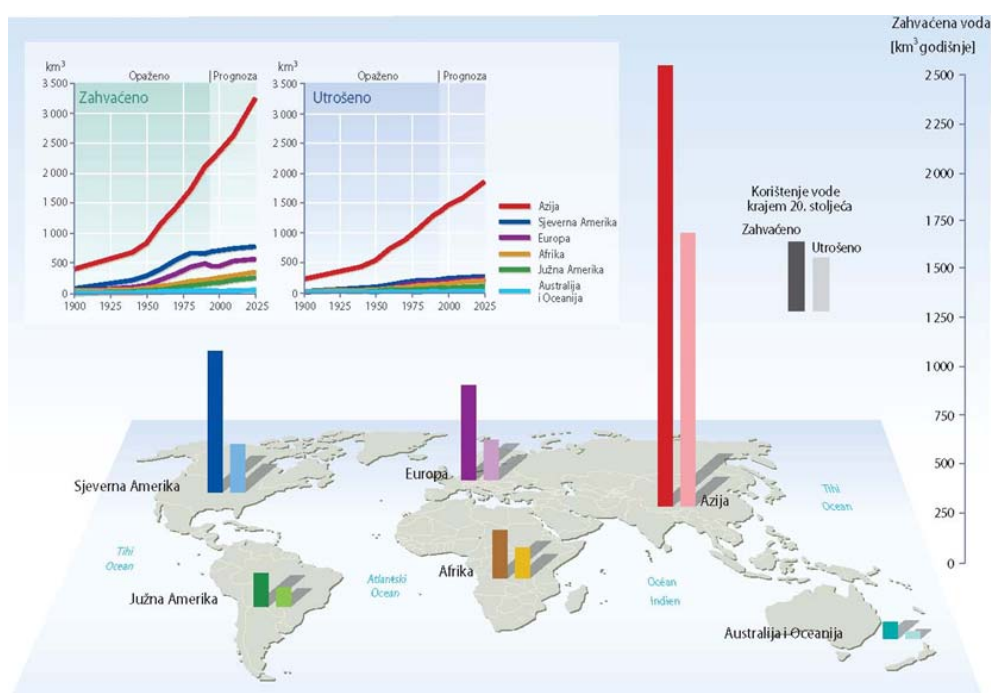 Zahvaćena voda
[km³ godišnje]
2 500
2 250
2 000
1 750
1 500
1 250
1 000
750
500
250
0
km³
Opaženo
Prognoza
3 500
Zahvaćeno
3 000
2 500
2 000
1 500
1 000
500
0
1900
1925
1950
1975
2000
2025
km³
Opaženo
Prognoza
3 500
Utrošeno
3 000
2 500
2 000
1 500
1 000
500
0
1900
1925
1950
1975
2000
2025
Azija
Sjeverna Amerika
Europa
Afrika
Južna Amerika
Australija
i Oceanija
Korištenje vode
krajem 20. stoljeća
Zahvaćeno
Utrošeno
Sjeverna Amerika
Europa
Azija
Tihi
Ocean
Tihi
Ocean
Južna Amerika
Atlantski
Ocean
Afrika
Océan
Indien
Australija i Oceanija